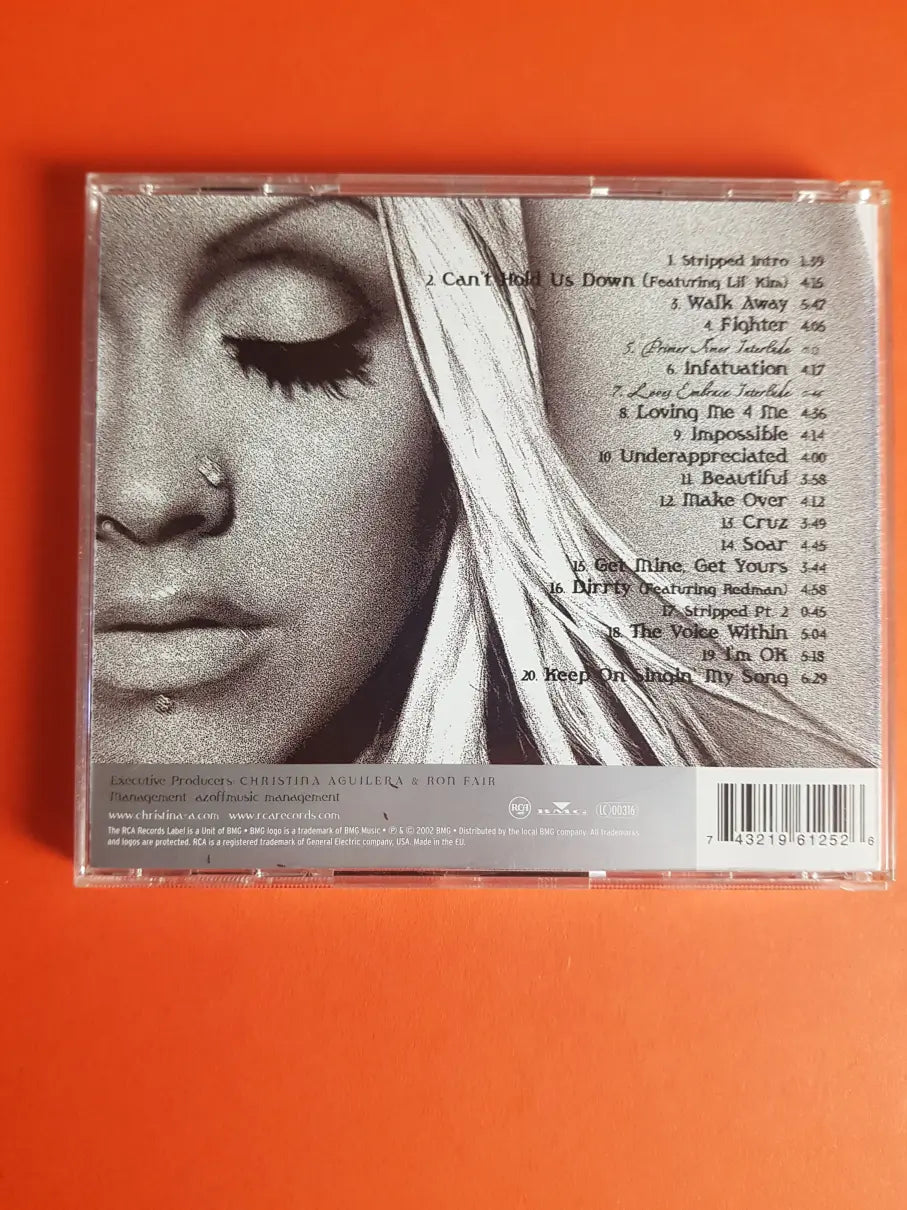 1. Stripped Intro 1:39
2. Can't Hold Us Down (Featuring Lil' Kim) 4:15
3. Walk Away 5:47
4. Fighter 4:06
5. Primer Amor Interlude
6. Infatuation 4:17
7. Loves Embrace Interlude
8. Loving Me 4 Me 4:36
9. Impossible 4:14
10. Underappreciated 4:00
11. Beautiful 3:58
12. Make Over 4:12
13. Cruz 3:49
14. Soar 4:45
15. Get Mine, Get Yours 3:44
16. Dirrty (Featuring Redman) 4:58
17. Stripped Pt. 2 0:45
18. The Voice Within 5:04
19. I'm OK 5:18
20. Keep On Singin' My Song 6:29
Executive Producers: CHRISTINA AGUILERA & RON FAIR
Management: azoffmusic management
www.christina-a.com www.rcarecords.com
RCA BMG LC 00316
The RCA Records Label is a Unit of BMG • BMG logo is a trademark of BMG Music • ℗ & © 2002 BMG • Distributed by the local BMG company. All trademarks
and logos are protected. RCA is a registered trademark of General Electric company, USA. Made in the EU.
7 43219 61252 6